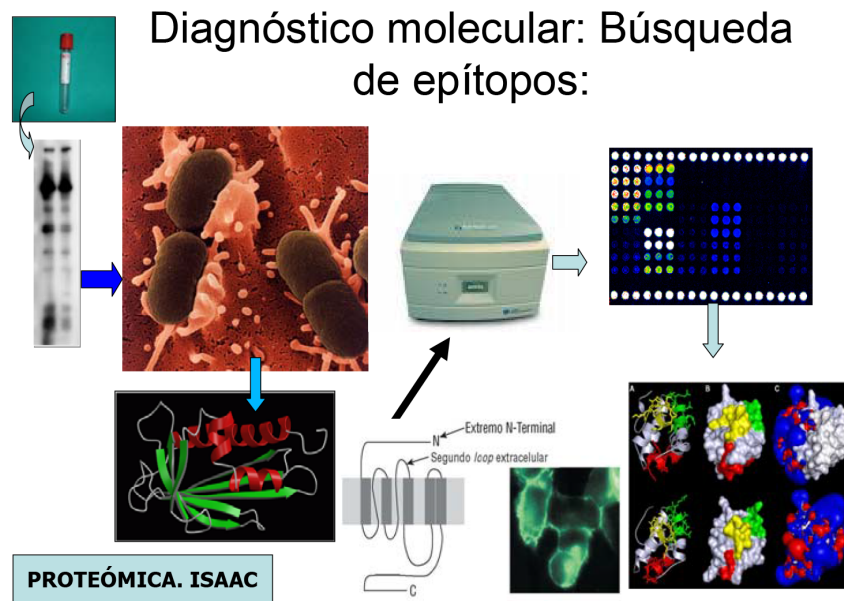 Diagnóstico molecular: Búsqueda
de epítopos:
A
B
C
N
Extremo N-Terminal
Segundo loop extracelular
C
PROTEÓMICA. ISAAC